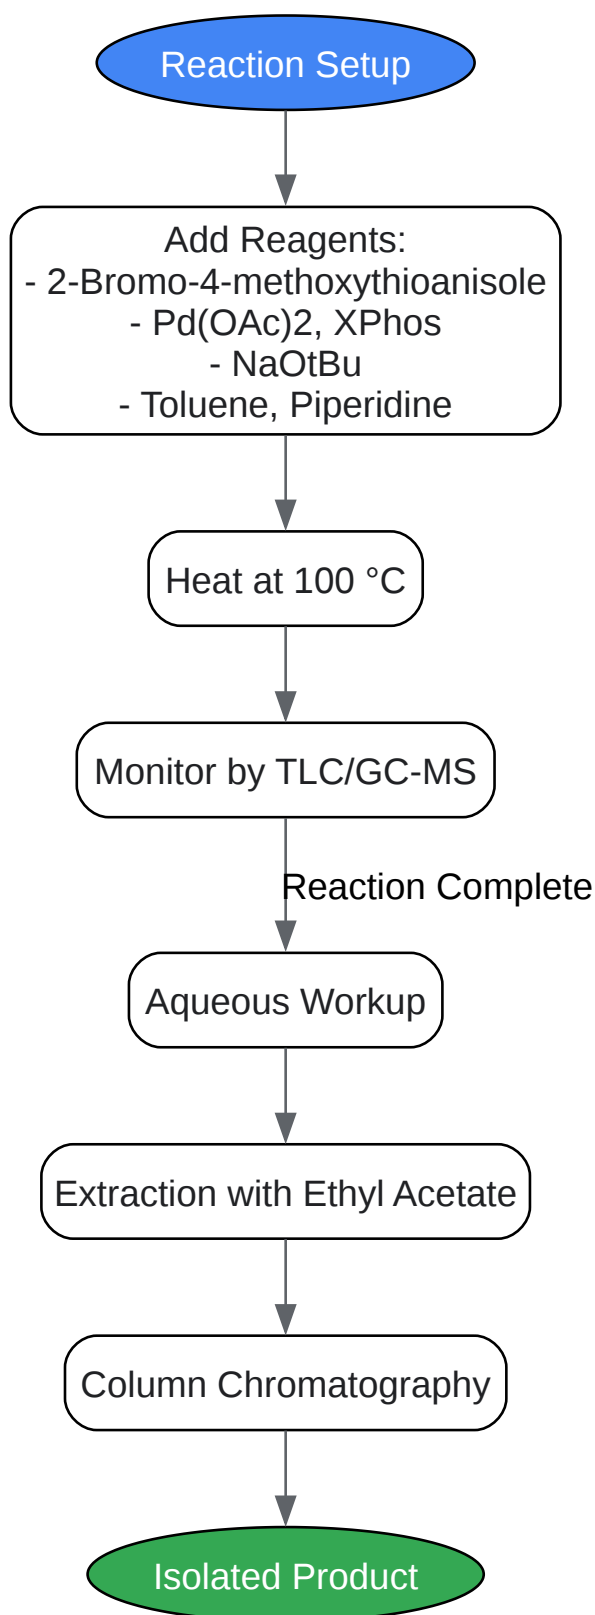 Reaction Setup
Add Reagents:
- 2-Bromo-4-methoxythioanisole
- Pd(OAc)2, XPhos
- NaOtBu
- Toluene, Piperidine
Heat at 100 °C
Monitor by TLC/GC-MS
Reaction Complete
Aqueous Workup
Extraction with Ethyl Acetate
Column Chromatography
Isolated Product